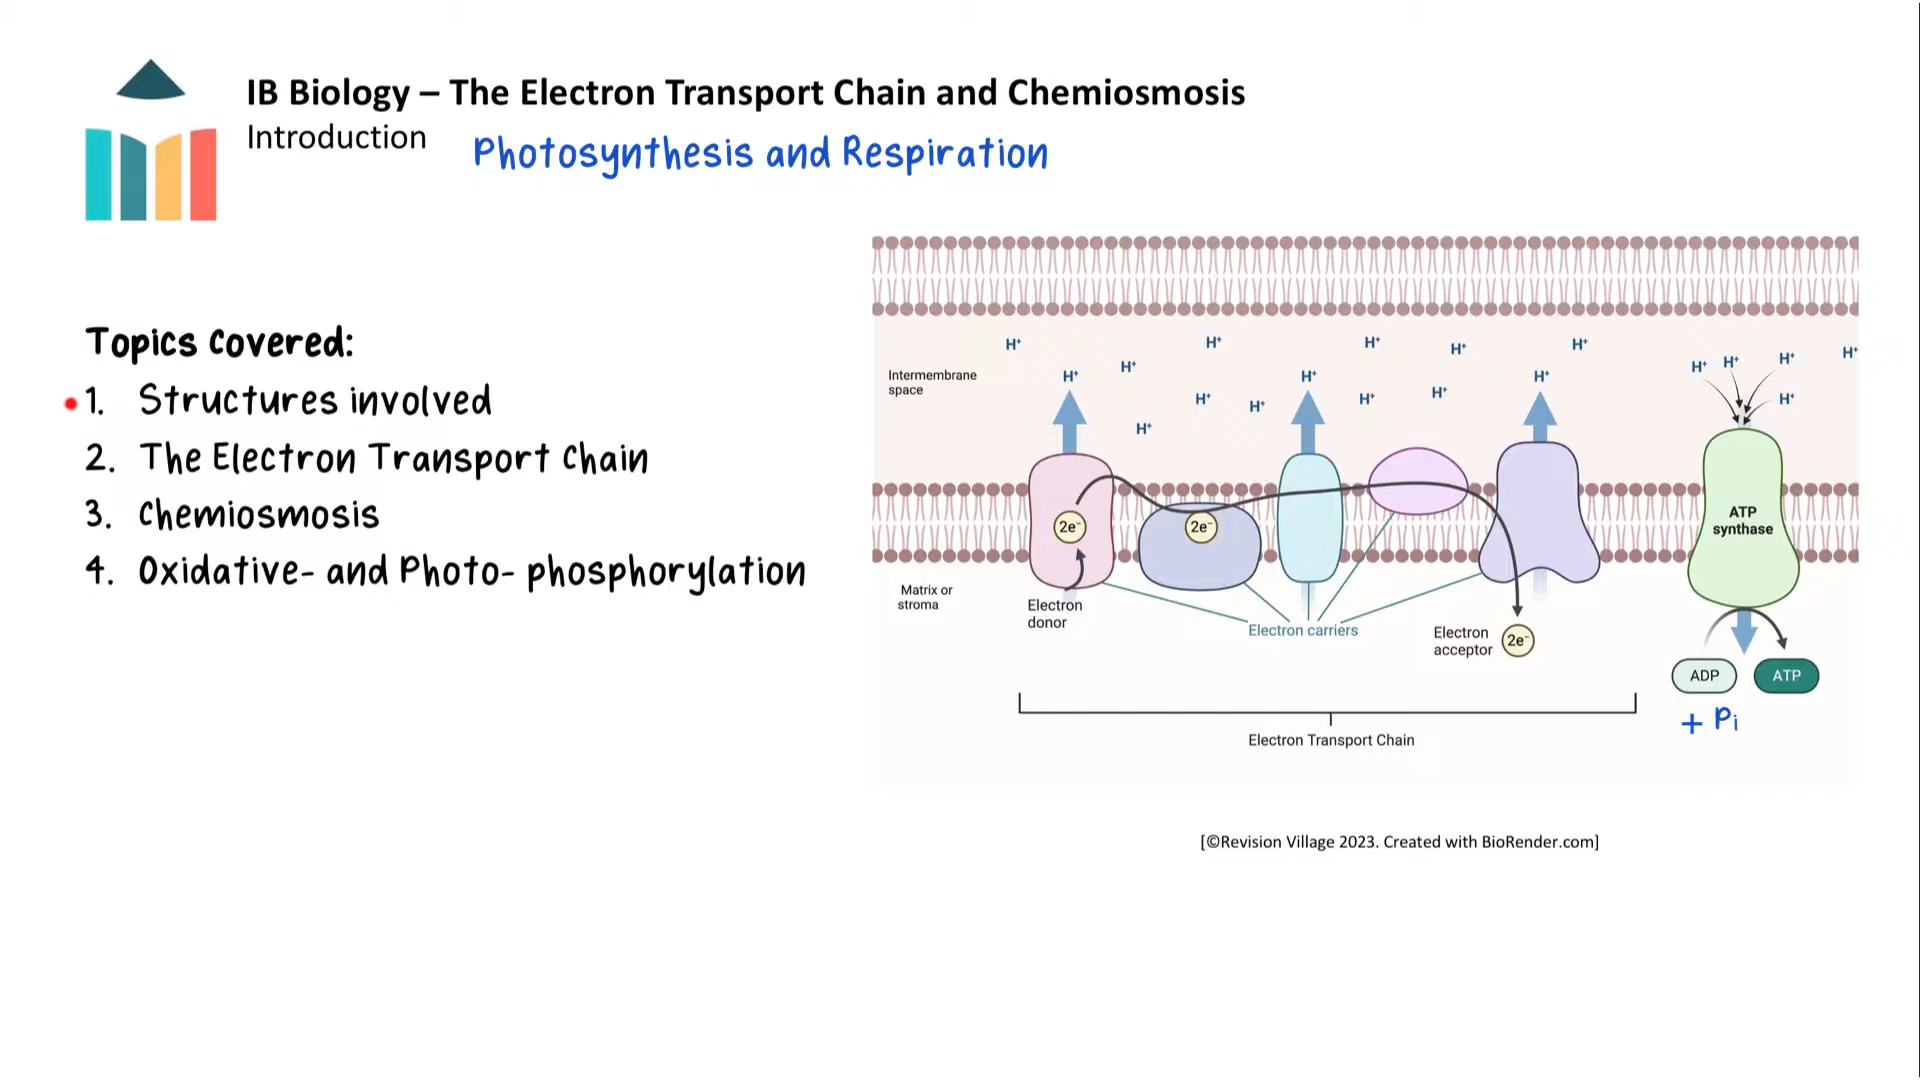 IB Biology – The Electron Transport Chain and Chemiosmosis
Introduction
Photosynthesis and Respiration
Topics covered:
1. Structures involved
2. The Electron Transport Chain
3. Chemiosmosis
4. Oxidative- and Photo- phosphorylation
H⁺ H⁺ H⁺ H⁺ H⁺ H⁺
Intermembrane
space
H⁺ H⁺ H⁺ H⁺
H⁺ H⁺ H⁺ H⁺
H⁺ H⁺ H⁺ H⁺ H⁺
H⁺
2e⁻
2e⁻
ATP
synthase
Matrix or
stroma
Electron
donor
Electron carriers
Electron
acceptor
2e⁻
ADP
ATP
+ Pi
Electron Transport Chain
[©Revision Village 2023. Created with BioRender.com]